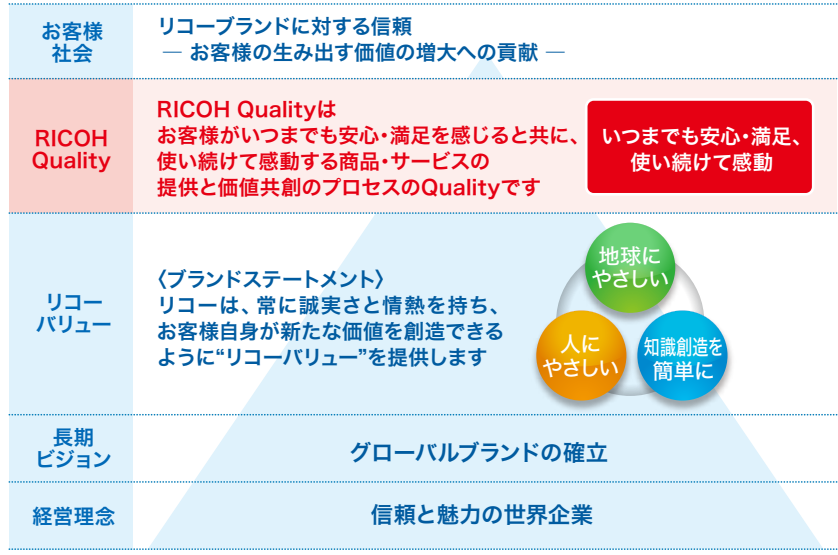 お客様
社会
リコーブランドに対する信頼
― お客様の生み出す価値の増大への貢献 ―
RICOH
Quality
RICOH Qualityは
お客様がいつまでも安心・満足を感じると共に、
使い続けて感動する商品・サービスの
提供と価値共創のプロセスのQualityです
いつまでも安心・満足、
使い続けて感動
リコー
バリュー
〈ブランドステートメント〉
リコーは、常に誠実さと情熱を持ち、
お客様自身が新たな価値を創造できる
ように“リコーバリュー”を提供します
地球に
やさしい
人に
やさしい
知識創造を
簡単に
長期
ビジョン
グローバルブランドの確立
経営理念
信頼と魅力の世界企業